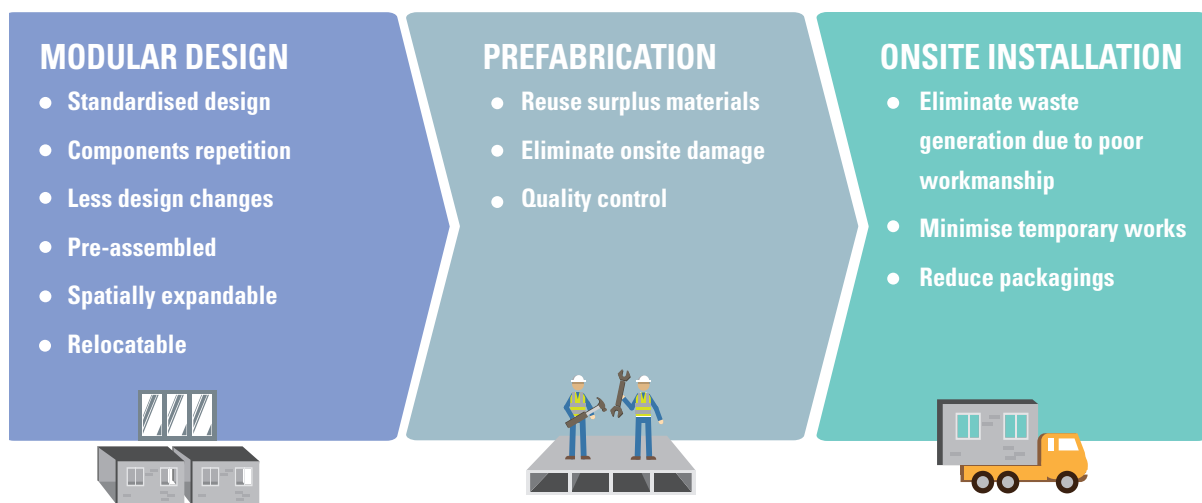 MODULAR DESIGN
Standardised design
Components repetition
Less design changes
Pre-assembled
Spatially expandable
Relocatable
PREFABRICATION
Reuse surplus materials
Eliminate onsite damage
Quality control
ONSITE INSTALLATION
Eliminate waste
generation due to poor
workmanship
Minimise temporary works
Reduce packagings